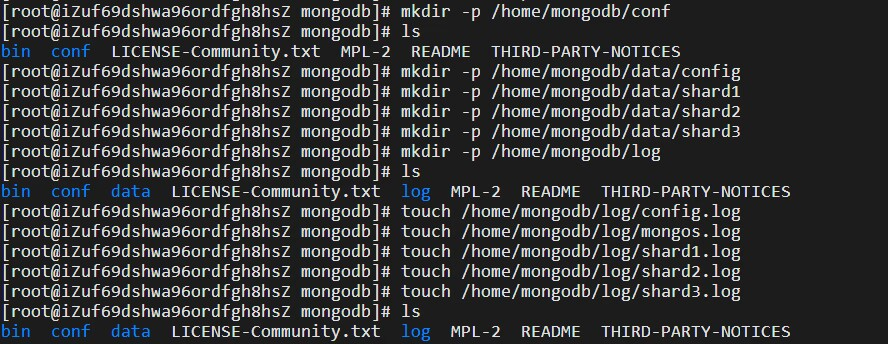 [root@iZuf69dshwa96ordfgh8hsZ mongodb]# mkdir -p /home/mongodb/conf
[root@iZuf69dshwa96ordfgh8hsZ mongodb]# ls
bin conf LICENSE-Community.txt MPL-2 README THIRD-PARTY-NOTICES
[root@iZuf69dshwa96ordfgh8hsZ mongodb]# mkdir -p /home/mongodb/data/config
[root@iZuf69dshwa96ordfgh8hsZ mongodb]# mkdir -p /home/mongodb/data/shard1
[root@iZuf69dshwa96ordfgh8hsZ mongodb]# mkdir -p /home/mongodb/data/shard2
[root@iZuf69dshwa96ordfgh8hsZ mongodb]# mkdir -p /home/mongodb/data/shard3
[root@iZuf69dshwa96ordfgh8hsZ mongodb]# mkdir -p /home/mongodb/log
[root@iZuf69dshwa96ordfgh8hsZ mongodb]# ls
bin conf data LICENSE-Community.txt log MPL-2 README THIRD-PARTY-NOTICES
[root@iZuf69dshwa96ordfgh8hsZ mongodb]# touch /home/mongodb/log/config.log
[root@iZuf69dshwa96ordfgh8hsZ mongodb]# touch /home/mongodb/log/mongos.log
[root@iZuf69dshwa96ordfgh8hsZ mongodb]# touch /home/mongodb/log/shard1.log
[root@iZuf69dshwa96ordfgh8hsZ mongodb]# touch /home/mongodb/log/shard2.log
[root@iZuf69dshwa96ordfgh8hsZ mongodb]# touch /home/mongodb/log/shard3.log
[root@iZuf69dshwa96ordfgh8hsZ mongodb]# ls
bin conf data LICENSE-Community.txt log MPL-2 README THIRD-PARTY-NOTICES